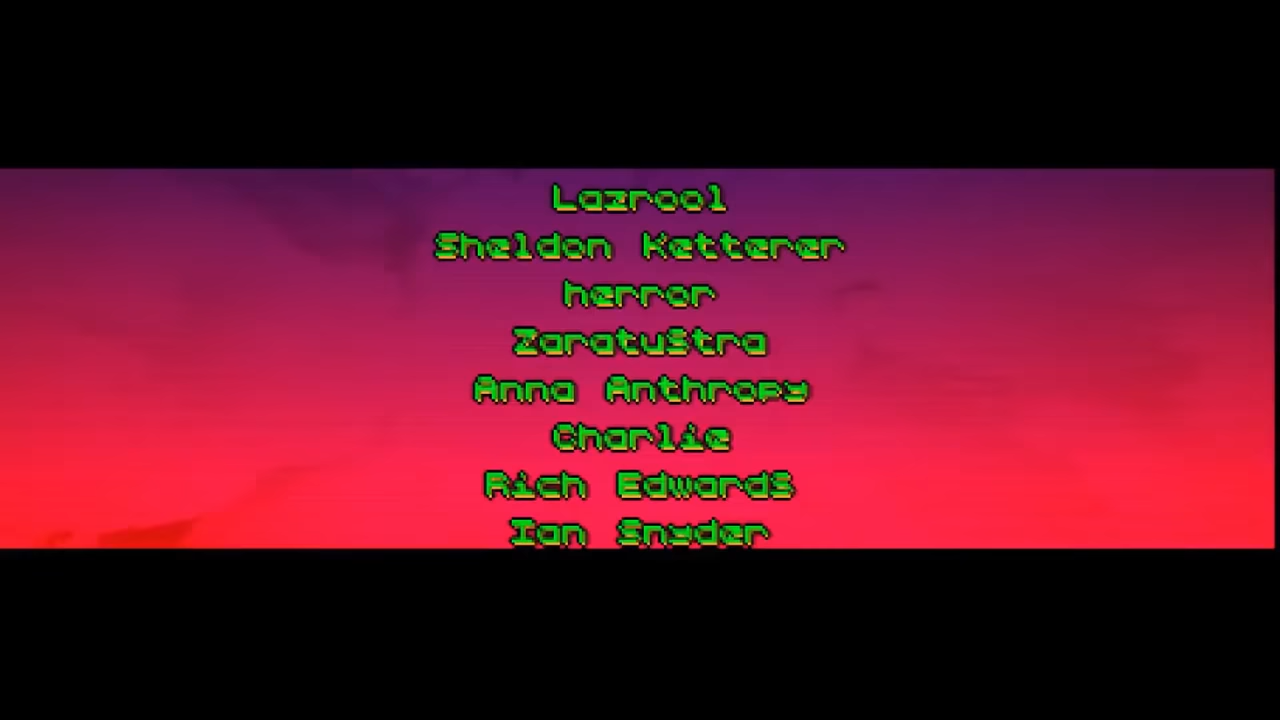 Lazrool
Sheldon Ketterer
herror
ZaratuStra
Anna Anthropy
Charlie
Rich EdwardS
Ian Snyder